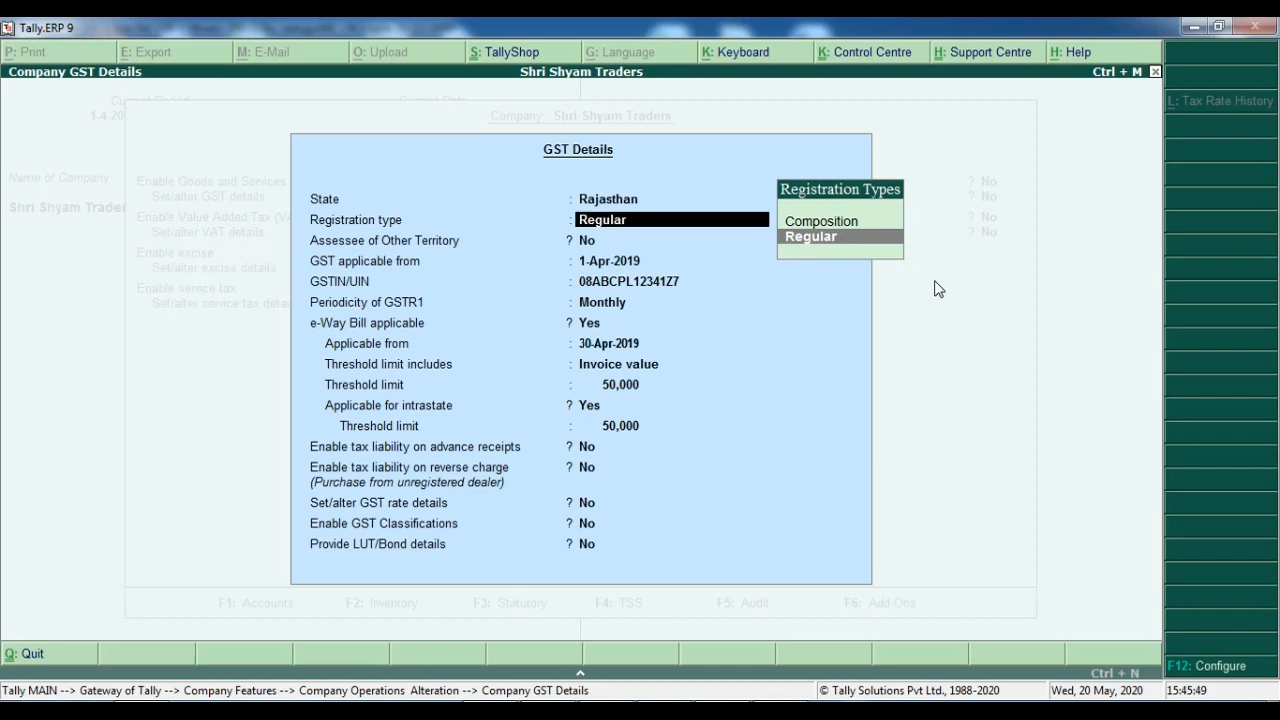 Tally.ERP 9
P: Print E: Export M: E-Mail O: Upload S: TallyShop G: Language K: Keyboard K: Control Centre H: Support Centre H: Help
Company GST Details Shri Shyam Traders Ctrl + M
L: Tax Rate History
1-4-20
Company: Shri Shyam Traders
GST Details
Name of Company
Shri Shyam Trader
Enable Goods and Services ? No
Set/alter GST details ? No
Enable Value Added Tax (VA ? No
Set/alter VAT details ? No
Enable excise
Set/alter excise details
Enable service tax
Set/alter service tax detai
State : Rajasthan
Registration type : Regular
Assessee of Other Territory ? No
GST applicable from : 1-Apr-2019
GSTIN/UIN : 08ABCPL12341Z7
Periodicity of GSTR1 : Monthly
e-Way Bill applicable ? Yes
Applicable from : 30-Apr-2019
Threshold limit includes : Invoice value
Threshold limit : 50,000
Applicable for intrastate ? Yes
Threshold limit : 50,000
Enable tax liability on advance receipts ? No
Enable tax liability on reverse charge ? No
(Purchase from unregistered dealer)
Set/alter GST rate details ? No
Enable GST Classifications ? No
Provide LUT/Bond details ? No
Registration Types
Composition
Regular
F1: Accounts F2: Inventory F3: Statutory F4: TSS F5: Audit F6: Add-Ons
Q: Quit
F12: Configure
Ctrl + N
Tally MAIN --> Gateway of Tally --> Company Features --> Company Operations Alteration --> Company GST Details © Tally Solutions Pvt Ltd., 1988-2020 Wed, 20 May, 2020 15:45:49